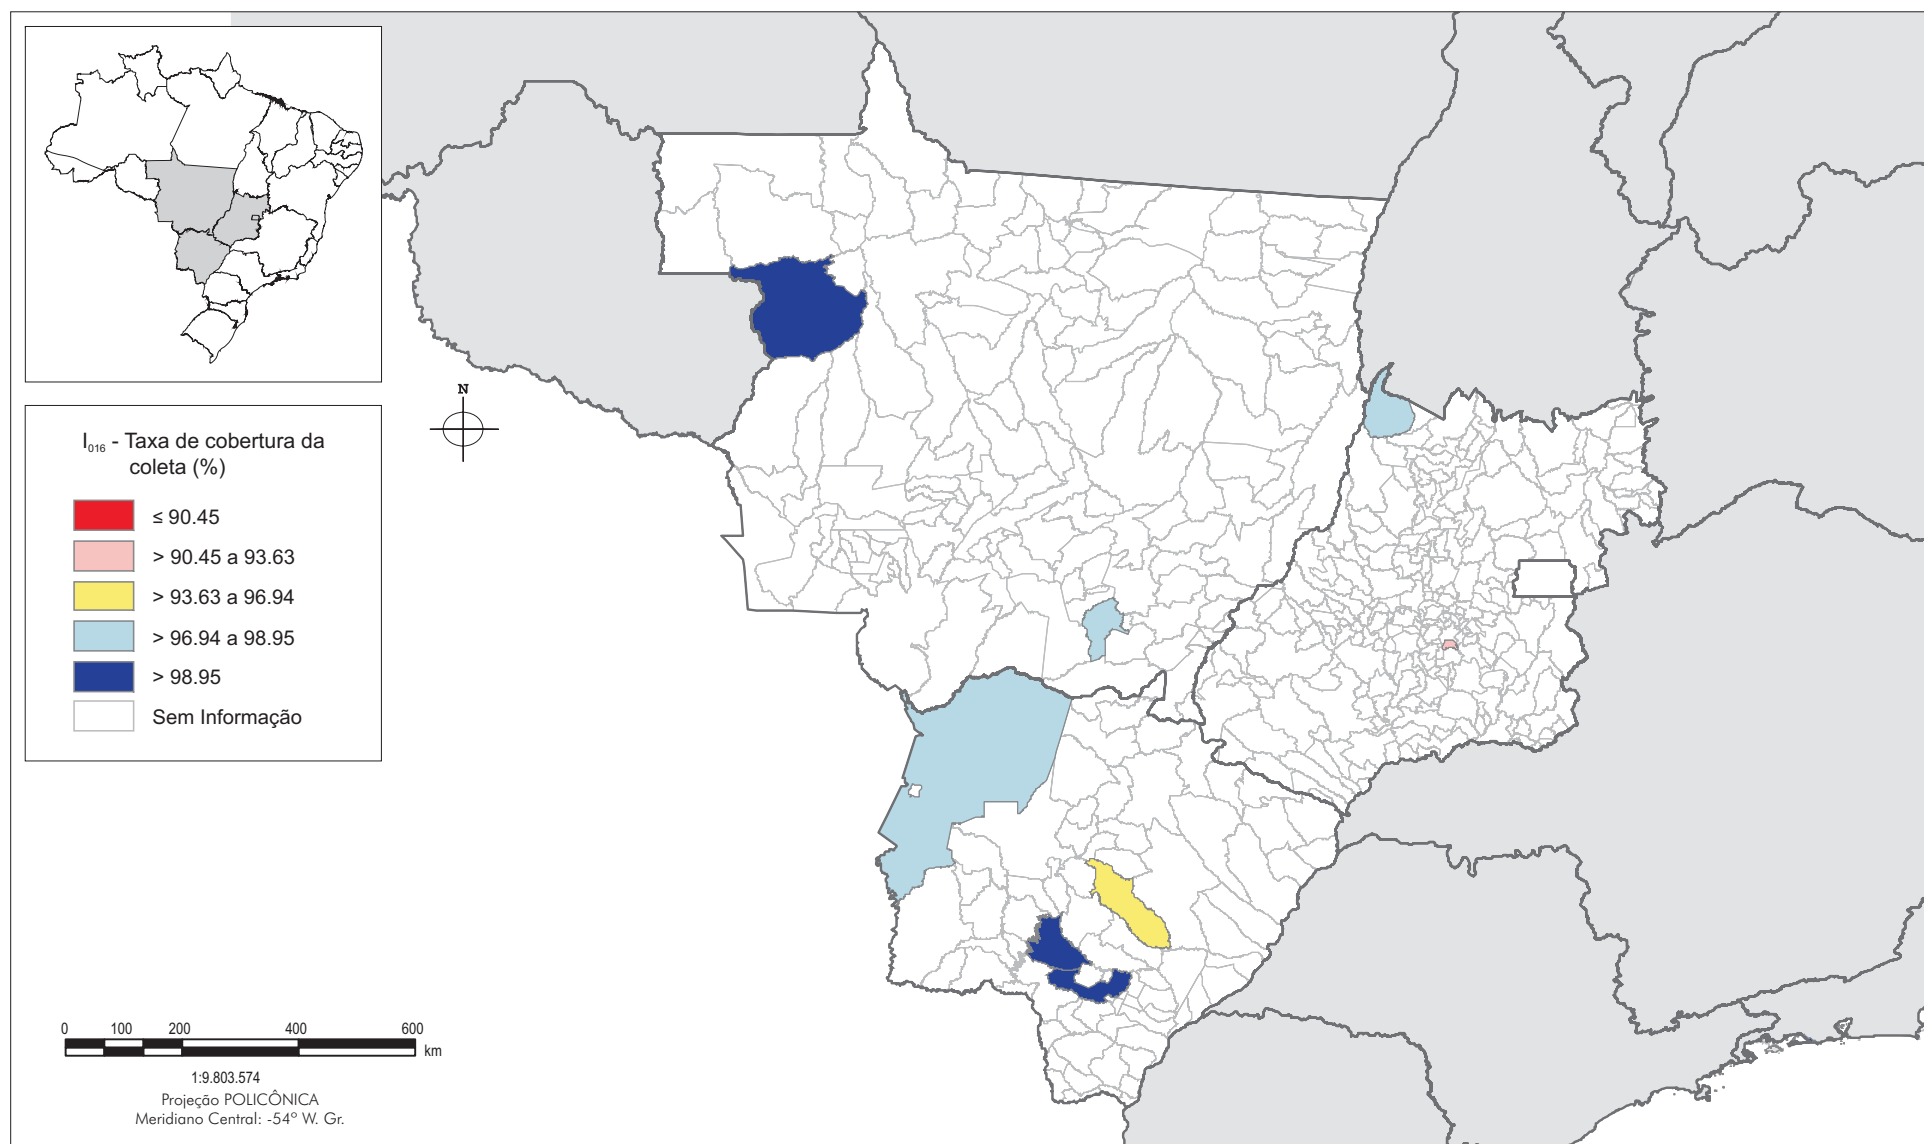 N
I₀₁₆ - Taxa de cobertura da
coleta (%)
≤ 90.45
> 90.45 a 93.63
> 93.63 a 96.94
> 96.94 a 98.95
> 98.95
Sem Informação
0 100 200 400 600
km
1:9.803.574
Projeção POLICÔNICA
Meridiano Central: -54º W. Gr.